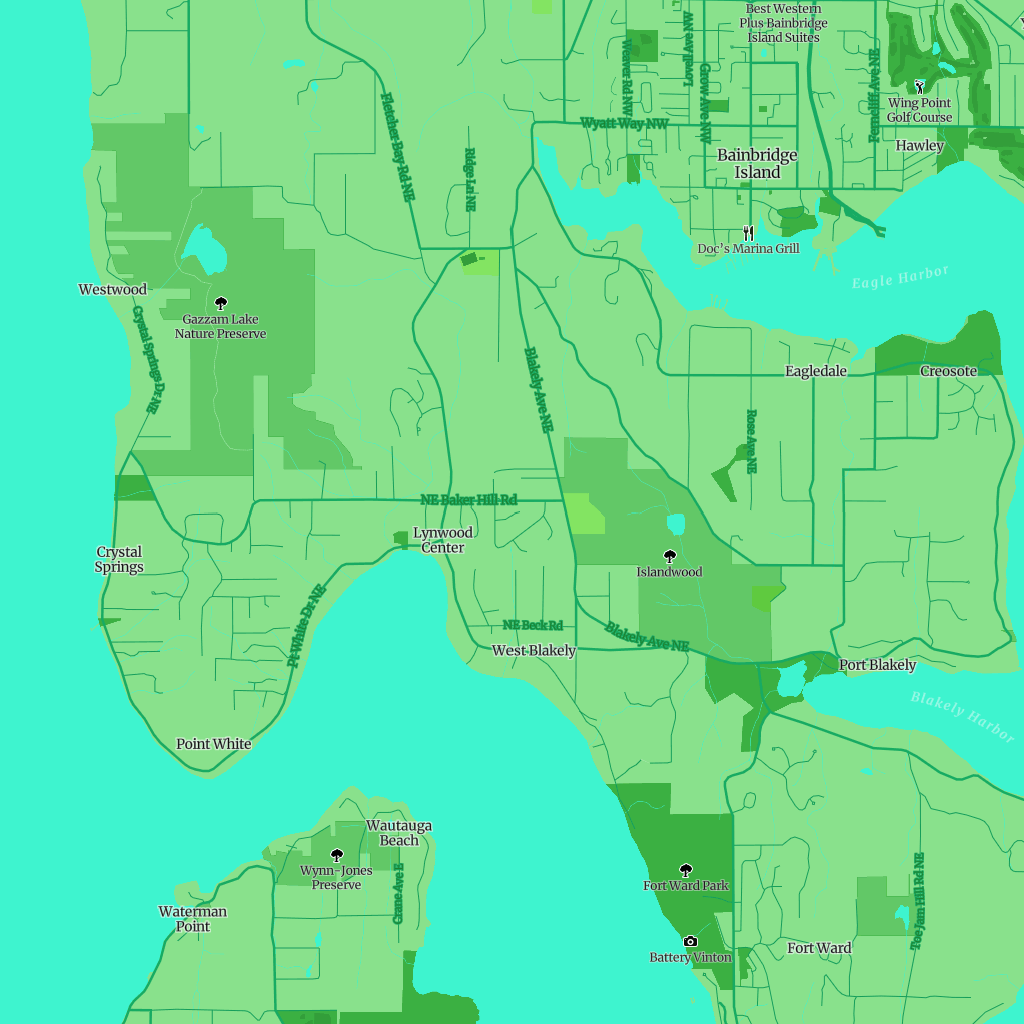 Best Western
Plus Bainbridge
Island Suites
Weaver Rd NW
Lovell Ave NW
Grow Ave NW
Ferncliff Ave NE
Wing Point
Golf Course
Hawley
Fletcher Bay Rd NE
Ridge Ln NE
Wyatt Way NW
Bainbridge
Island
Doc's Marina Grill
Eagle Harbor
Westwood
Gazzam Lake
Nature Preserve
Crystal Springs Dr NE
Blakely Ave NE
Eagledale
Creosote
Rose Ave NE
NE Baker Hill Rd
Lynwood
Center
Crystal
Springs
Islandwood
Pt White Dr NE
NE Beck Rd
Blakely Ave NE
West Blakely
Port Blakely
Blakely Harbor
Point White
Wautauga
Beach
Wynn-Jones
Preserve
Crane Ave E
Fort Ward Park
Toe Jam Hill Rd NE
Waterman
Point
Fort Ward
Battery Vinton